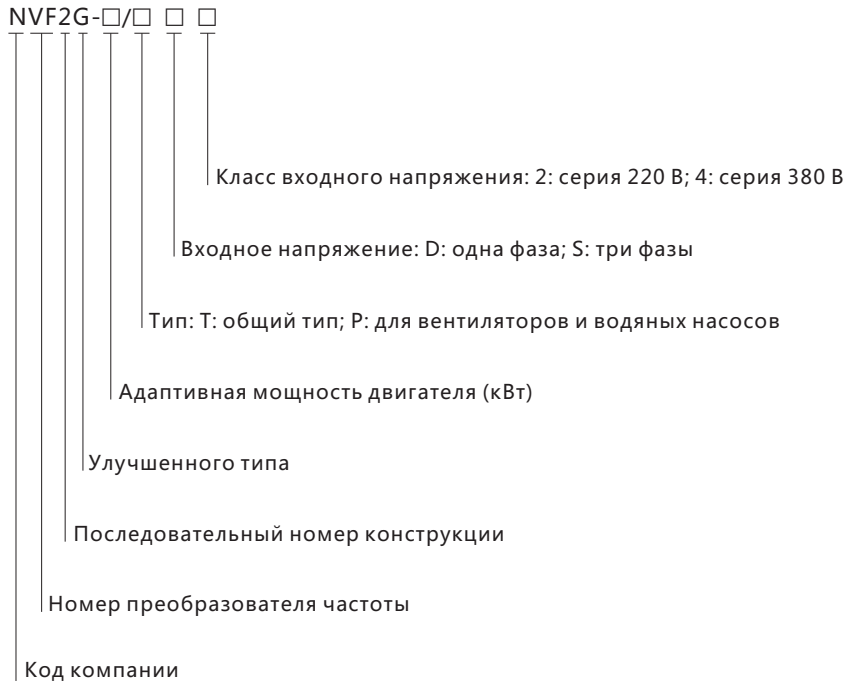 NVF2G-□/□ □ □
Класс входного напряжения: 2: серия 220 В; 4: серия 380 В
Входное напряжение: D: одна фаза; S: три фазы
Тип: T: общий тип; P: для вентиляторов и водяных насосов
Адаптивная мощность двигателя (кВт)
Улучшенного типа
Последовательный номер конструкции
Номер преобразователя частоты
Код компании